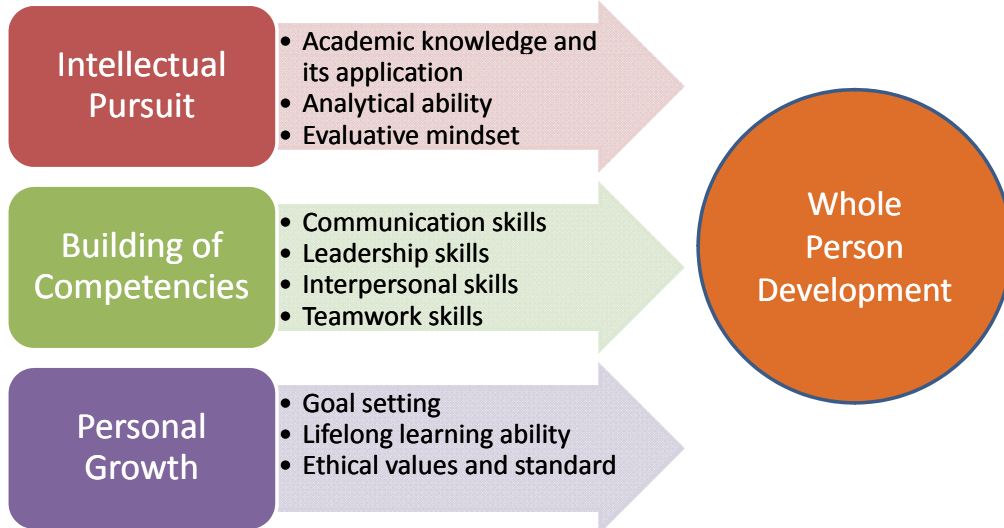 Intellectual
Pursuit
• Academic knowledge and
its application
• Analytical ability
• Evaluative mindset
Building of
Competencies
• Communication skills
• Leadership skills
• Interpersonal skills
• Teamwork skills
Personal
Growth
• Goal setting
• Lifelong learning ability
• Ethical values and standard
Whole
Person
Development